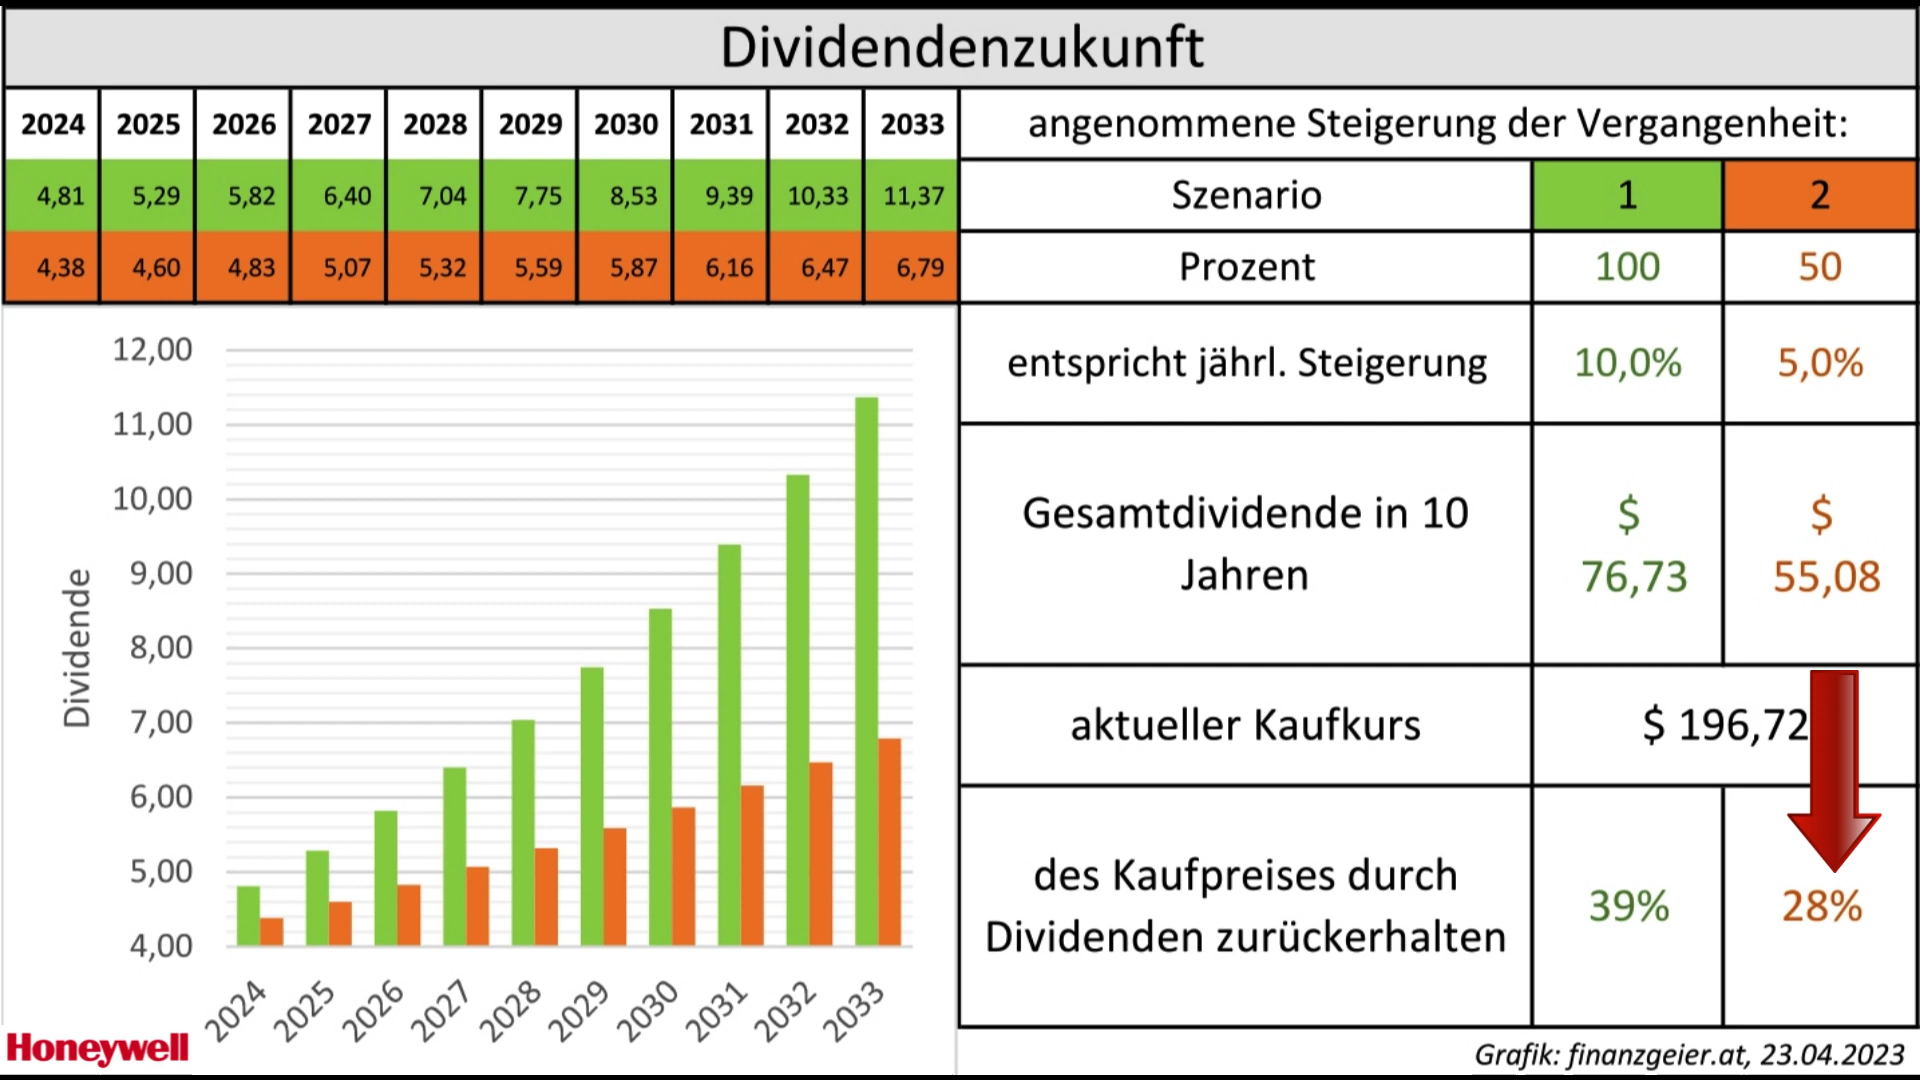 Dividendenzukunft
2024 2025 2026 2027 2028 2029 2030 2031 2032 2033
4,81 5,29 5,82 6,40 7,04 7,75 8,53 9,39 10,33 11,37
4,38 4,60 4,83 5,07 5,32 5,59 5,87 6,16 6,47 6,79
angenommene Steigerung der Vergangenheit:
Szenario 1 2
Prozent 100 50
entspricht jährl. Steigerung 10,0% 5,0%
Gesamtdividende in 10
Jahren
$
76,73
$
55,08
aktueller Kaufkurs $ 196,72
des Kaufpreises durch
Dividenden zurückerhalten
39% 28%
Dividende
12,00
11,00
10,00
9,00
8,00
7,00
6,00
5,00
4,00
2024 2025 2026 2027 2028 2029 2030 2031 2032 2033
Honeywell
Grafik: finanzgeier.at, 23.04.2023